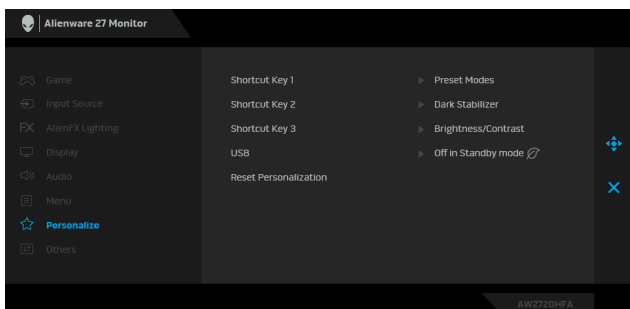 Alienware 27 Monitor
Game
Input Source
AlienFX Lighting
Display
Audio
Menu
Personalize
Others
Shortcut Key 1 Preset Modes
Shortcut Key 2 Dark Stabilizer
Shortcut Key 3 Brightness/Contrast
USB Off in Standby mode
Reset Personalization
AW2720HFA